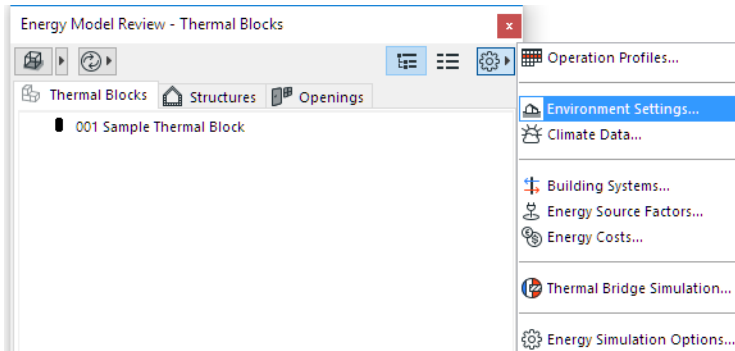 Energy Model Review - Thermal Blocks
x
Thermal Blocks Structures Openings
001 Sample Thermal Block
Operation Profiles...
Environment Settings...
Climate Data...
Building Systems...
Energy Source Factors...
Energy Costs...
Thermal Bridge Simulation...
Energy Simulation Options...